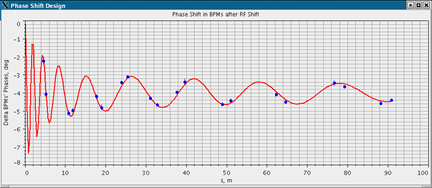 Phase Shift Design
Phase Shift in BPMs after RF Shift
Delta BPMs' Phases, deg
0
-1
-2
-3
-4
-5
-6
-7
-8
0 10 20 30 40 50 60 70 80 90 100
s, m